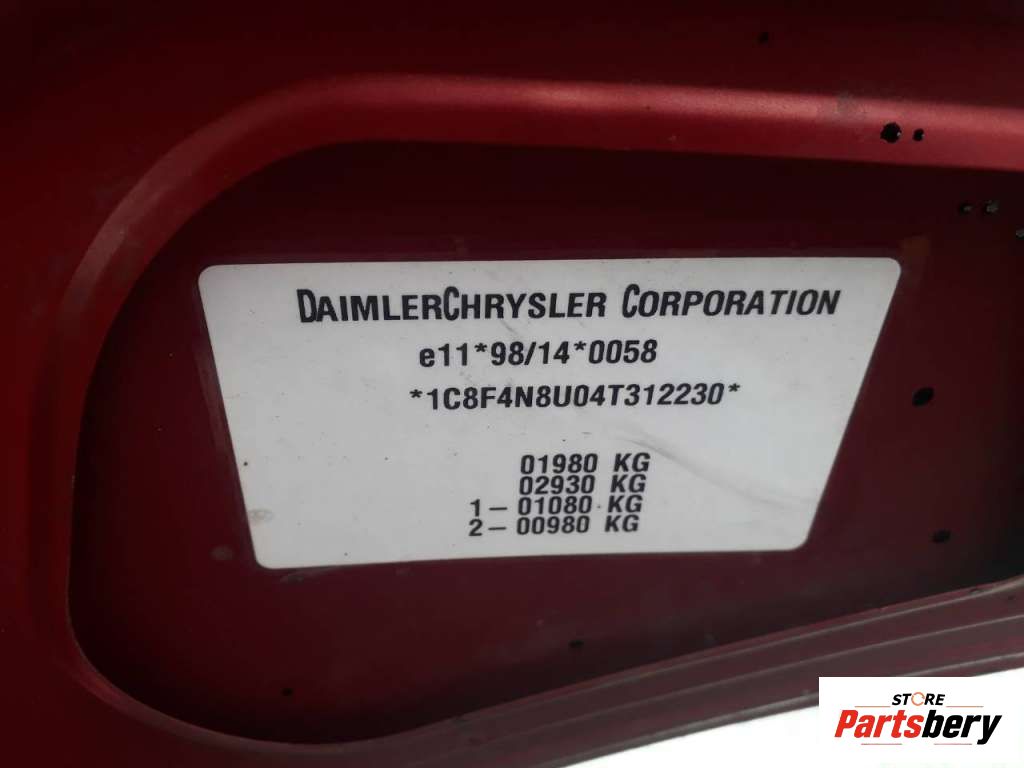 DAIMLERCHRYSLER CORPORATION
e11*98/14*0058
*1C8F4N8U04T312230*
01980 KG
02930 KG
1-01080 KG
2-00980 KG
STORE
Partsbery